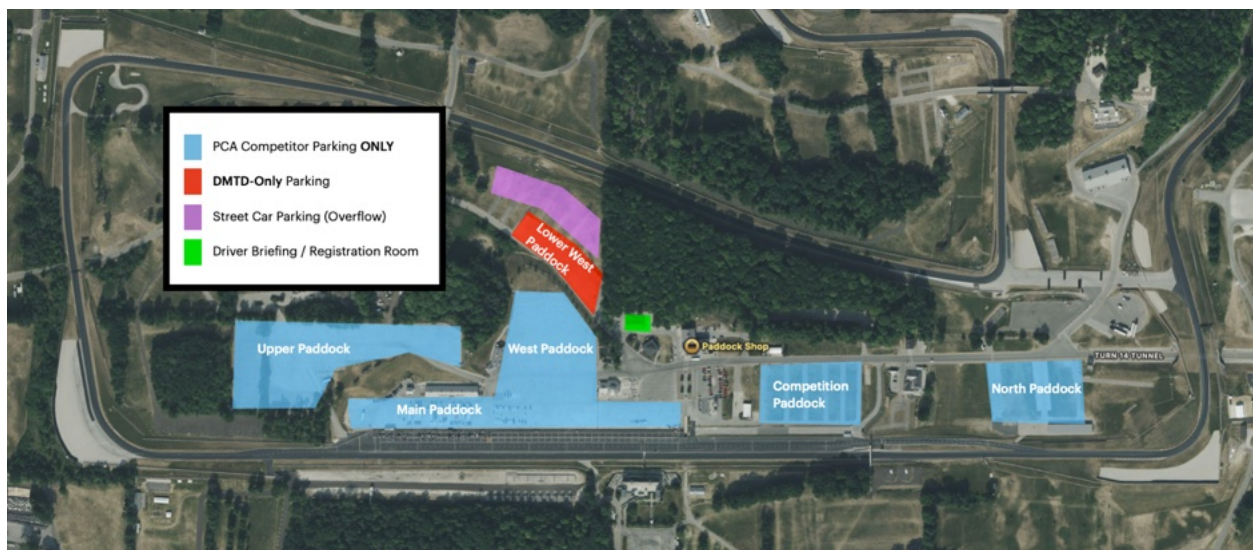 PCA Competitor Parking ONLY
DMTD-Only Parking
Street Car Parking (Overflow)
Driver Briefing / Registration Room
Lower West
Paddock
Upper Paddock
West Paddock
Paddock Shop
TURN 14 TUNNEL
Main Paddock
Competition
Paddock
North Paddock